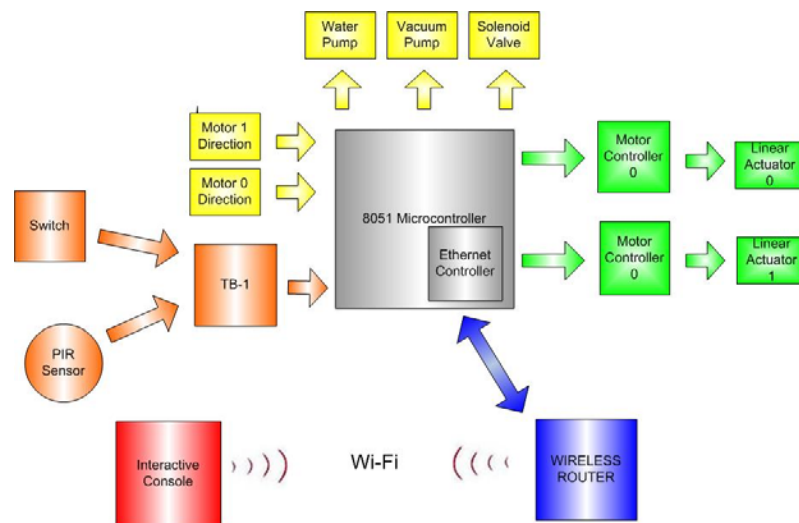 Water
Pump
Vacuum
Pump
Solenoid
Valve
Motor 1
Direction
Motor 0
Direction
8051 Microcontroller
Ethernet
Controller
Motor
Controller
0
Linear
Actuator
0
Motor
Controller
0
Linear
Actuator
1
Switch
TB-1
PIR
Sensor
Interactive
Console
Wi-Fi
WIRELESS
ROUTER